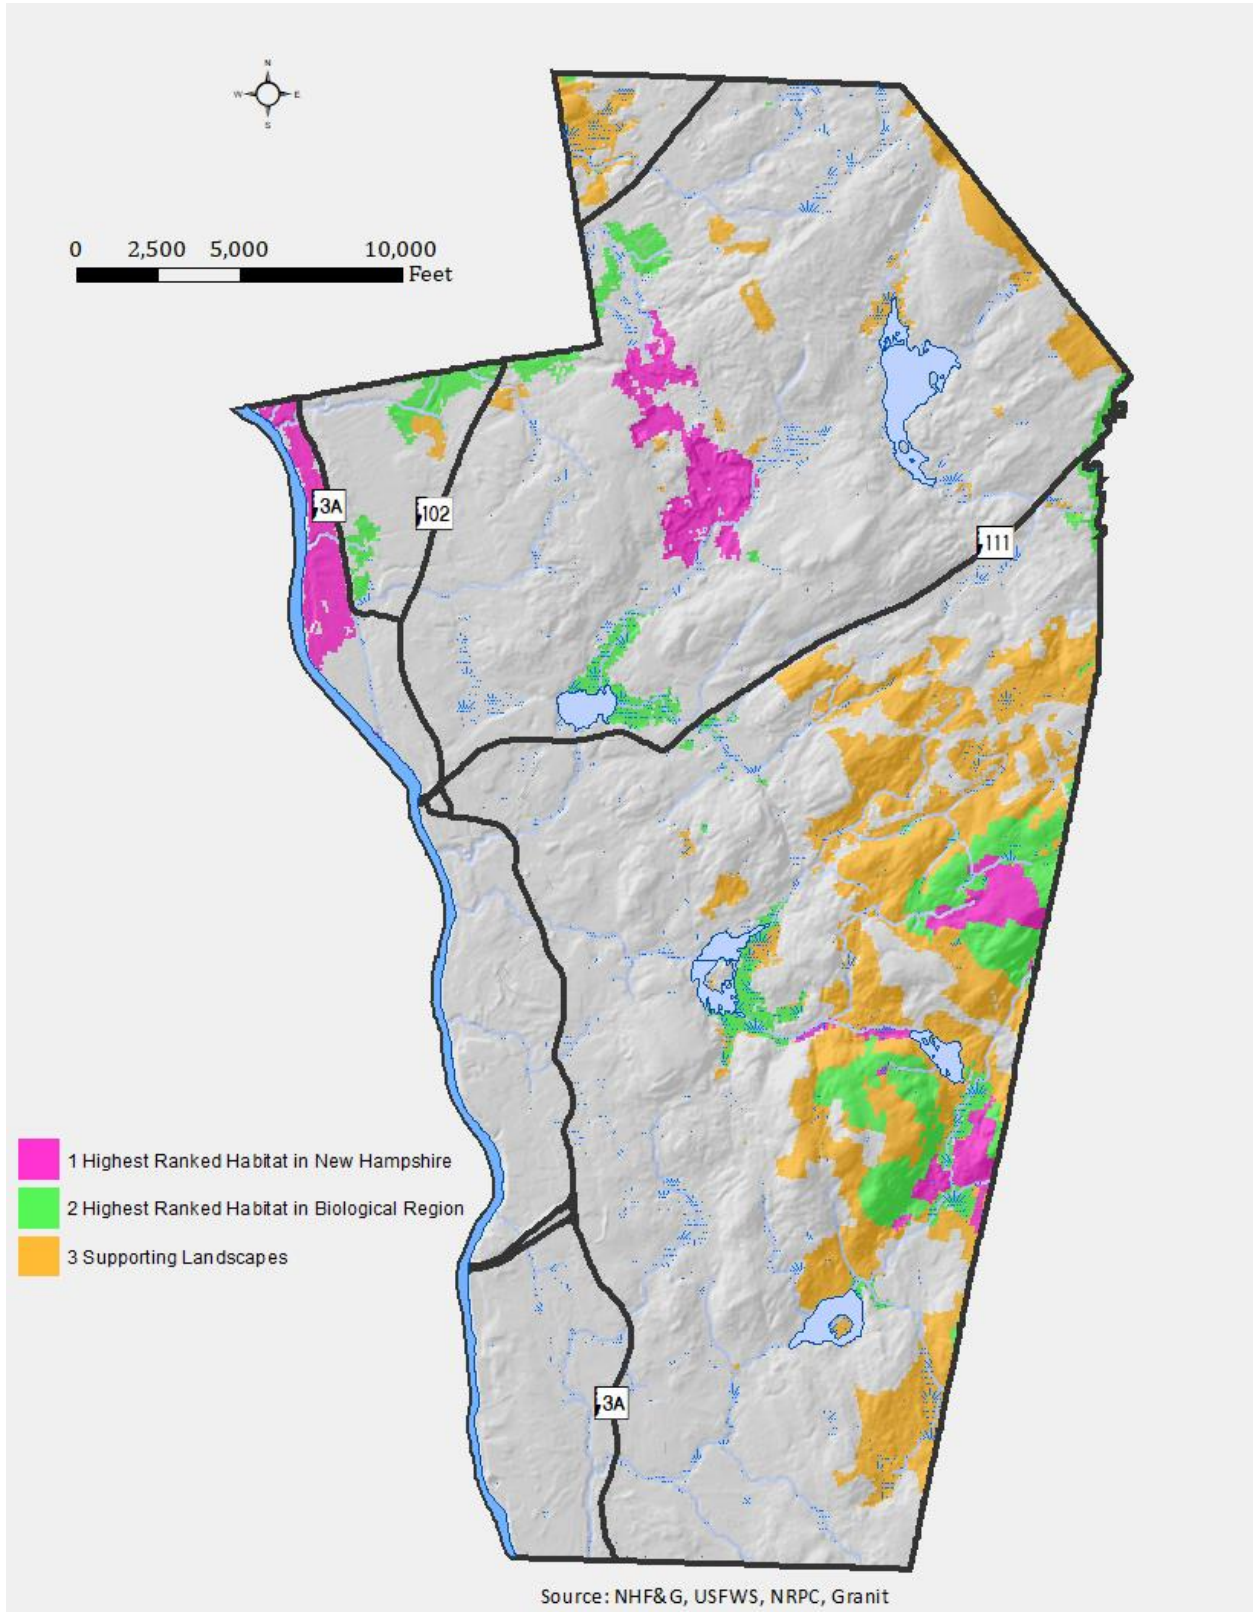 N
W E
S
0 2,500 5,000 10,000
Feet
3A
102
111
1 Highest Ranked Habitat in New Hampshire
2 Highest Ranked Habitat in Biological Region
3 Supporting Landscapes
3A
Source: NHF&G, USFWS, NRPC, Granit